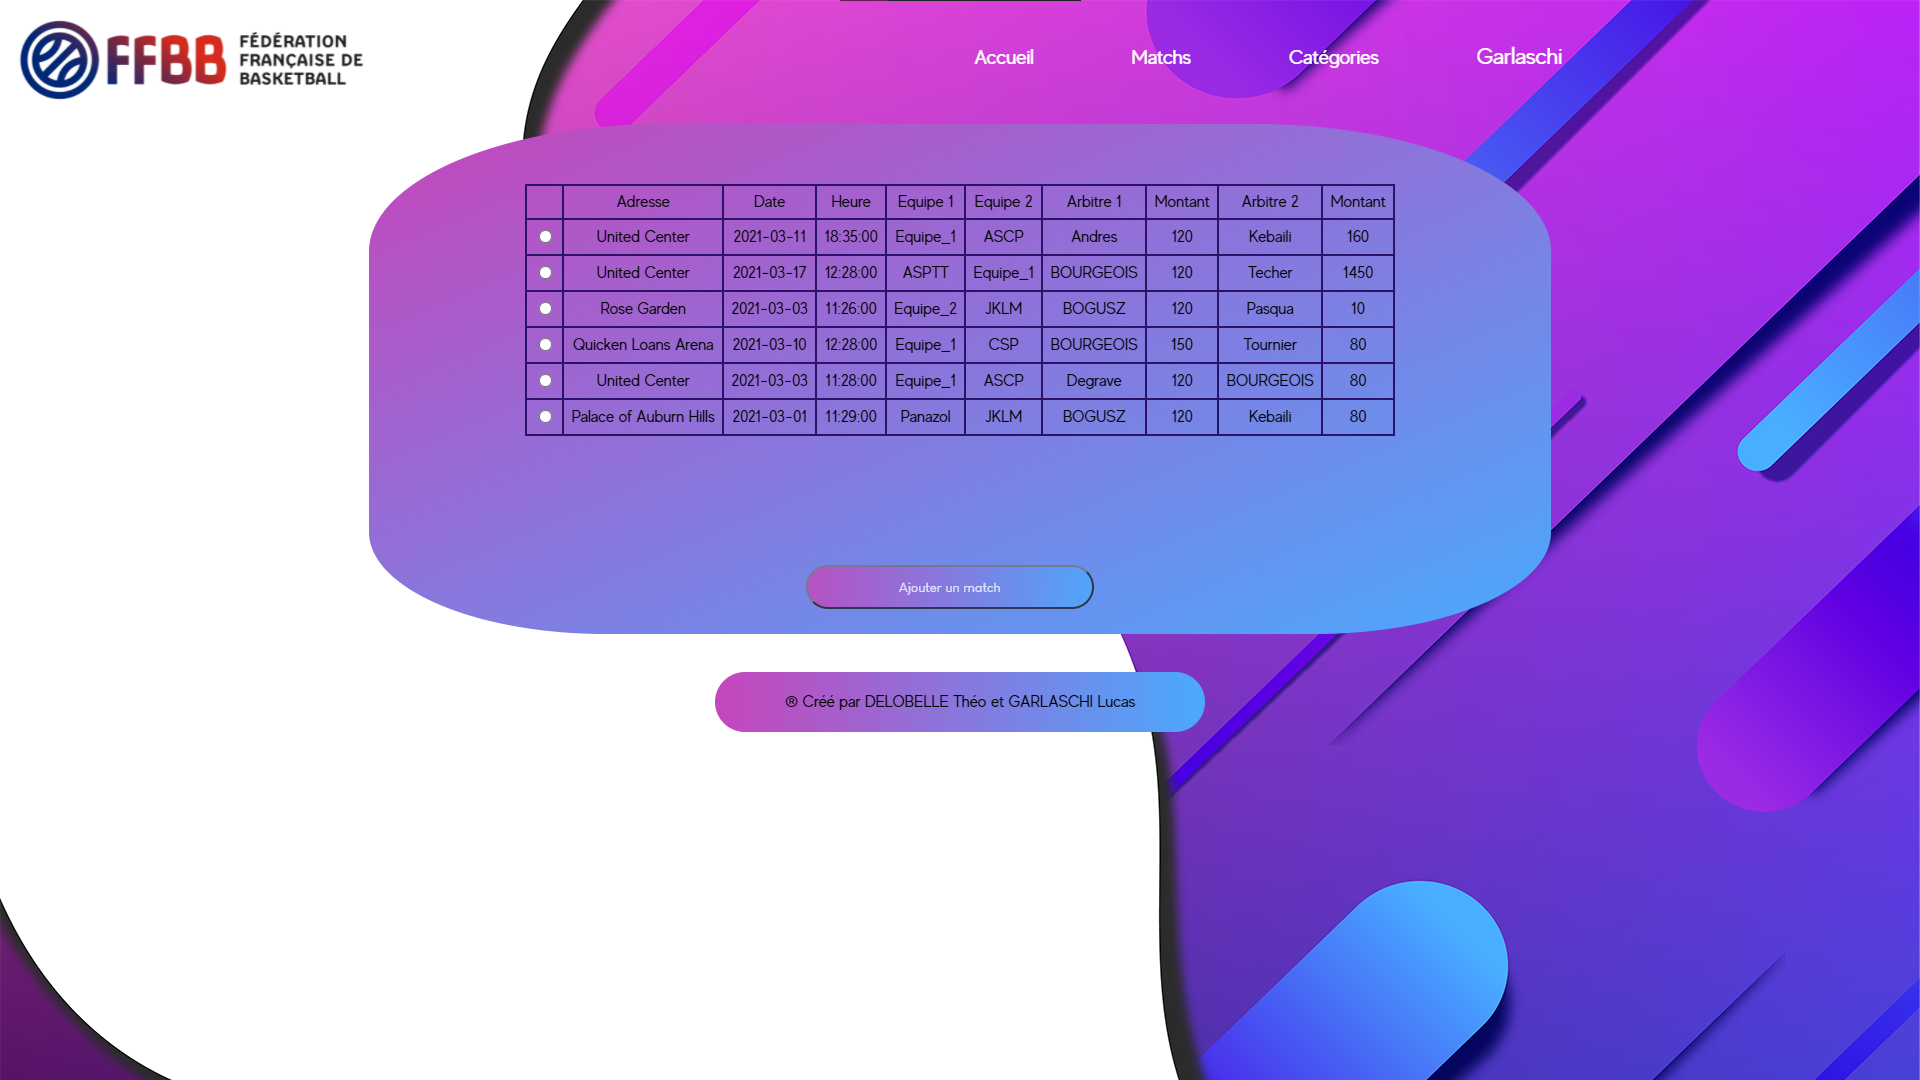 FFBB
FÉDÉRATION
FRANÇAISE DE
BASKETBALL
Accueil Matchs Catégories Garlaschi
Adresse Date Heure Equipe 1 Equipe 2 Arbitre 1 Montant Arbitre 2 Montant
United Center 2021-03-11 18:35:00 Equipe_1 ASCP Andres 120 Kebaili 160
United Center 2021-03-17 12:28:00 ASPTT Equipe_1 BOURGEOIS 120 Techer 1450
Rose Garden 2021-03-03 11:26:00 Equipe_2 JKLM BOGUSZ 120 Pasqua 10
Quicken Loans Arena 2021-03-10 12:28:00 Equipe_1 CSP BOURGEOIS 150 Tournier 80
United Center 2021-03-03 11:28:00 Equipe_1 ASCP Degrave 120 BOURGEOIS 80
Palace of Auburn Hills 2021-03-01 11:29:00 Panazol JKLM BOGUSZ 120 Kebaili 80
Ajouter un match
® Créé par DELOBELLE Théo et GARLASCHI Lucas